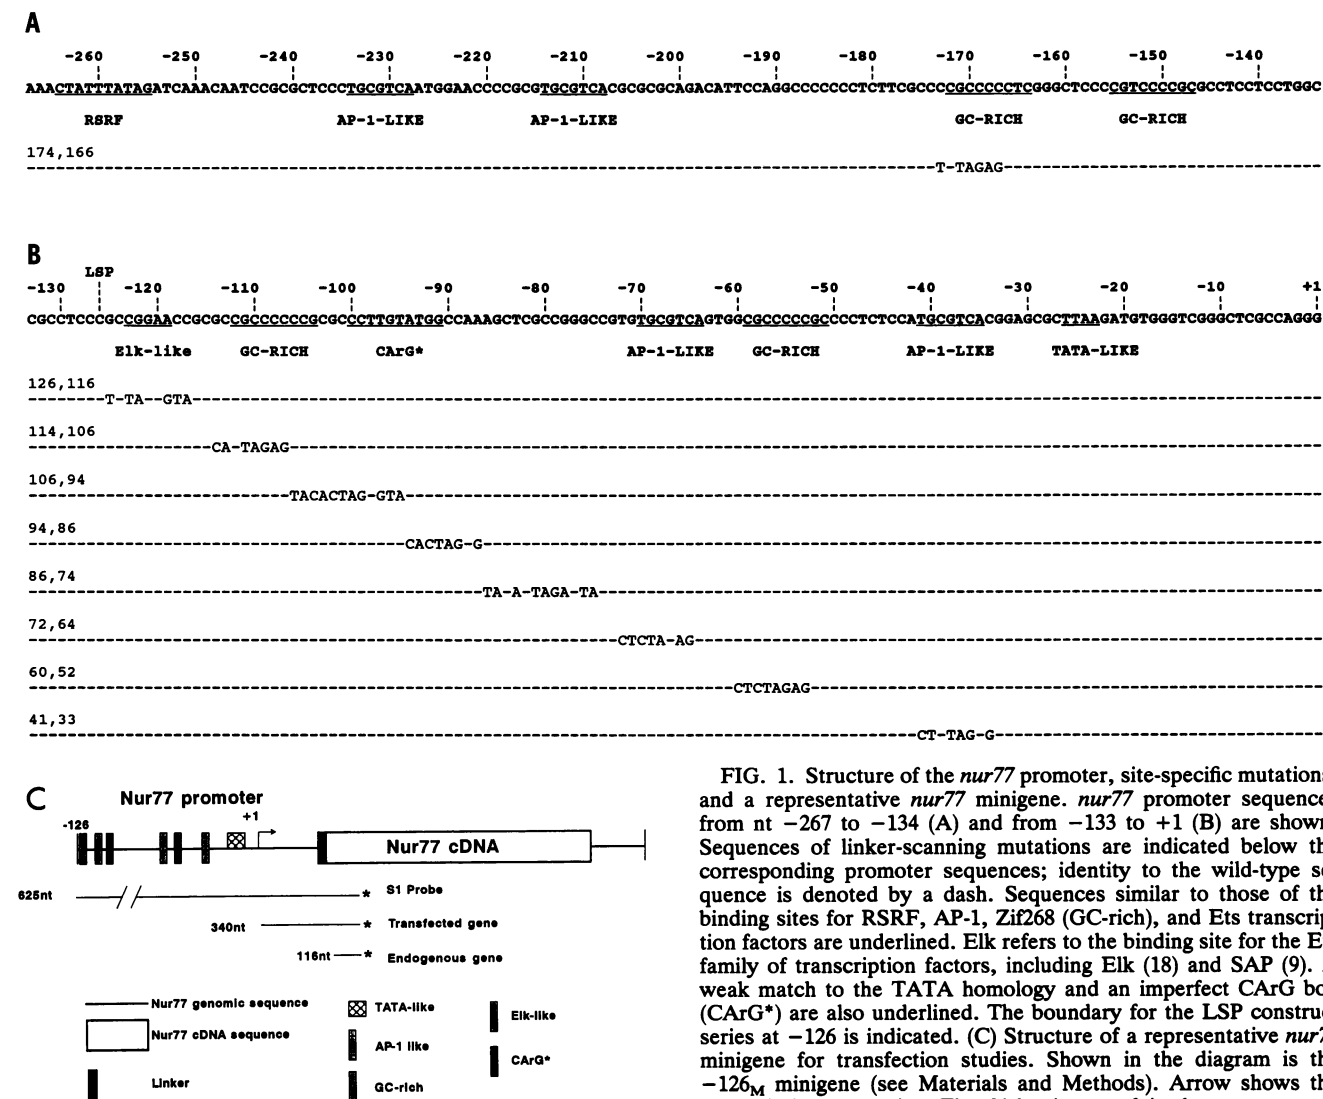 A
-260 -250 -240 -230 -220 -210 -200 -190 -180 -170 -160 -150 -140
AAACTATTTATAGATCAAACAATCCGCGCTCCCTGCGTCAATGGAACCCCGCGTGCGTCACGCGCGCAGACATTCCAGGCCCCCCCTCTTCGCCCCGCCCCCTCGGGCTCCCCGTCCCCGCGCCTCCTCCTGGC
RSRF AP-1-LIKE AP-1-LIKE GC-RICH GC-RICH
174,166
T-TAGAG
B
LSP
-130 -120 -110 -100 -90 -80 -70 -60 -50 -40 -30 -20 -10 +1
CGCCTCCCGCCGGAACCGCGCCGCCCCCCGCGCCCTTGTATGGCCAAAGCTCGCCGGGCCGTGTGCGTCAGTGGCGCCCCCGCCCCTCTCCATGCGTCACGGAGCGCTTAAGATGTGGGTCGGGCTCGCCAGGG
Elk-like GC-RICH CArG* AP-1-LIKE GC-RICH AP-1-LIKE TATA-LIKE
126,116
T-TA--GTA
114,106
CA-TAGAG
106,94
TACACTAG-GTA
94,86
CACTAG-G
86,74
TA-A-TAGA-TA
72,64
CTCTA-AG
60,52
CTCTAGAG
41,33
CT-TAG-G
C
Nur77 promoter
-126 +1
Nur77 cDNA
625nt * S1 Probe
340nt * Transfected gene
116nt * Endogenous gene
Nur77 genomic sequence
Nur77 cDNA sequence
Linker
TATA-like
AP-1 like
GC-rich
Elk-like
CArG*
FIG. 1. Structure of the nur77 promoter, site-specific mutation
and a representative nur77 minigene. nur77 promoter sequence
from nt −267 to −134 (A) and from −133 to +1 (B) are shown
Sequences of linker-scanning mutations are indicated below th
corresponding promoter sequences; identity to the wild-type se
quence is denoted by a dash. Sequences similar to those of th
binding sites for RSRF, AP-1, Zif268 (GC-rich), and Ets transcrip
tion factors are underlined. Elk refers to the binding site for the E
family of transcription factors, including Elk (18) and SAP (9).
weak match to the TATA homology and an imperfect CArG bo
(CArG*) are also underlined. The boundary for the LSP construc
series at −126 is indicated. (C) Structure of a representative nur7
minigene for transfection studies. Shown in the diagram is th
−126M minigene (see Materials and Methods). Arrow shows th